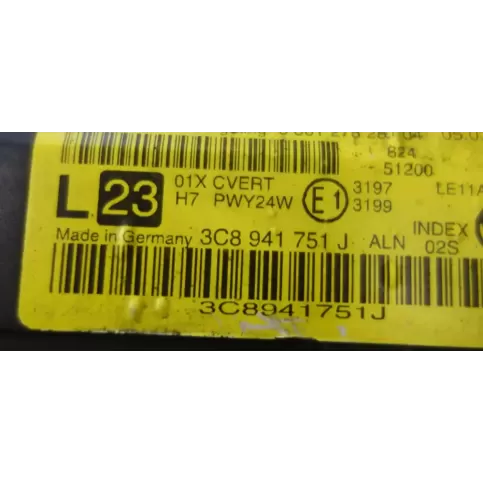 824
51200
L 23 01X CVERT E1 3197 LE11A
H7 PWY24W 3199
Made in Germany 3C8 941 751 J ALN INDEX 02S
3C8941751J